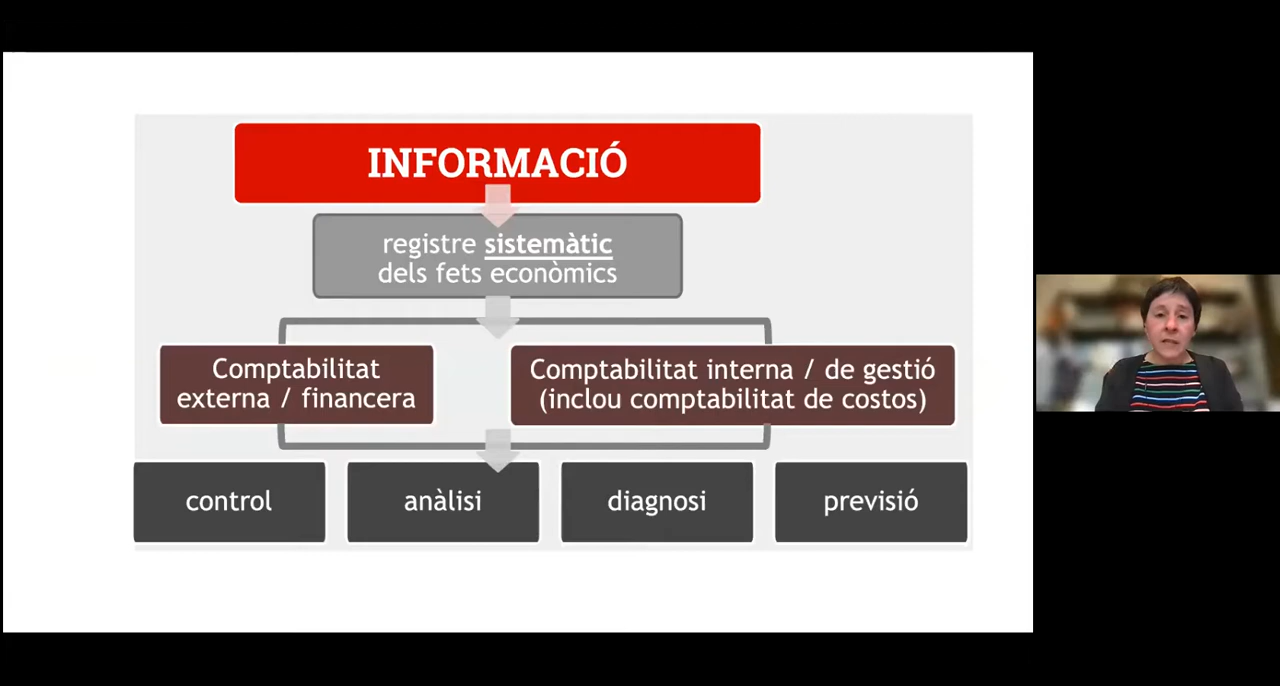 INFORMACIÓ
registre sistemàtic
dels fets econòmics
Comptabilitat
externa / financera
Comptabilitat interna / de gestió
(inclou comptabilitat de costos)
control
anàlisi
diagnosi
previsió